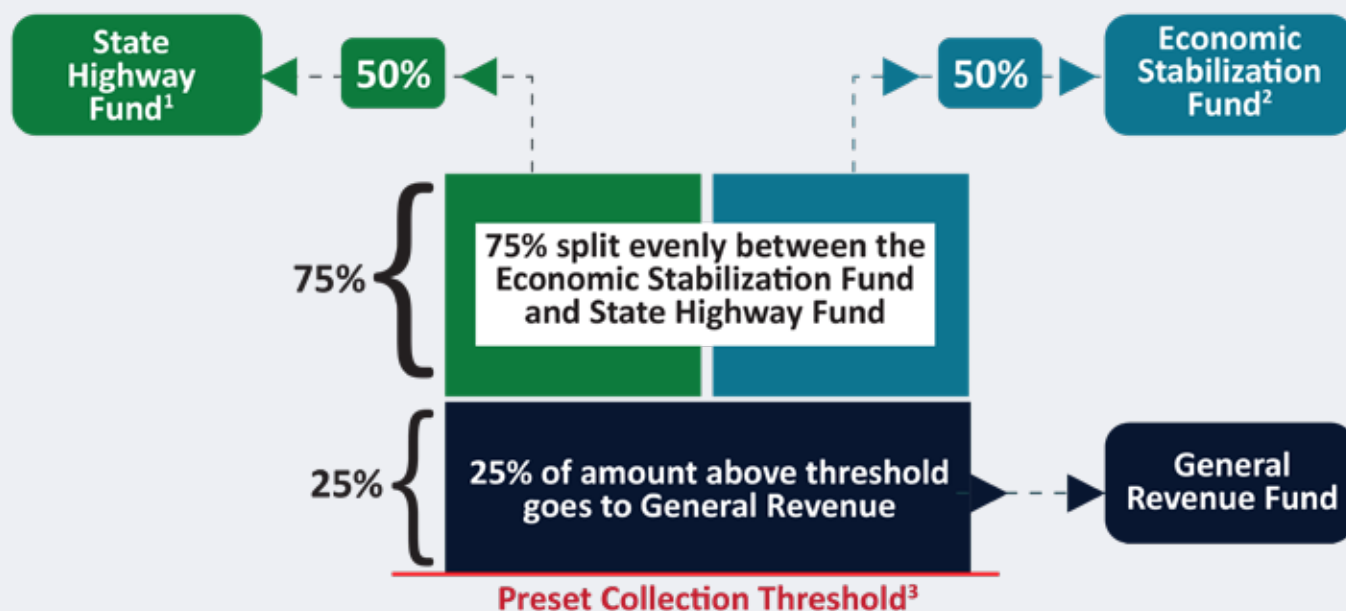 State
Highway
Fund¹
50%
50%
Economic
Stabilization
Fund²
75%
75% split evenly between the
Economic Stabilization Fund
and State Highway Fund
25%
25% of amount above threshold
goes to General Revenue
General
Revenue Fund
Preset Collection Threshold³